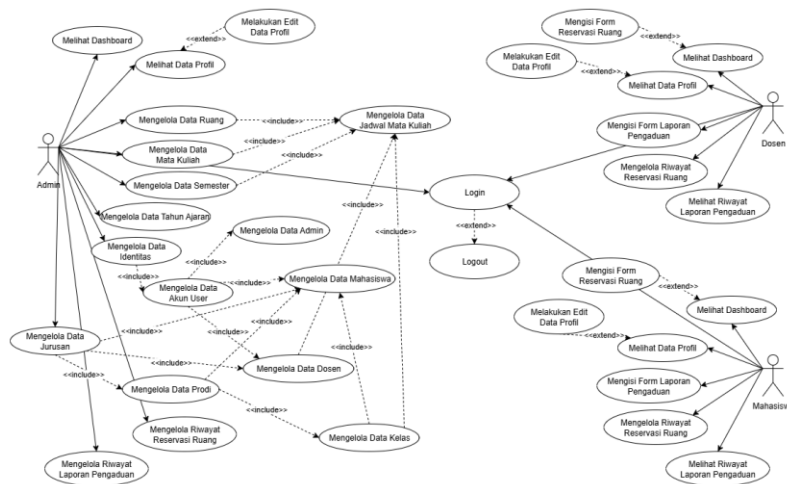 Melakukan Edit
Data Profil
<<extend>>
Melihat Dashboard
Melihat Data Profil
Mengelola Data Ruang
<<include>>
Mengelola Data
Jadwal Mata Kuliah
Mengelola Data
Mata Kuliah
<<include>>
Admin
Mengelola Data Semester
<<include>>
Mengelola Data Tahun Ajaran
Mengelola Data
Identitas
<<include>>
Mengelola Data Admin
<<include>>
<<include>>
Mengelola Data
Akun User
<<include>>
Mengelola Data Mahasiswa
<<include>>
<<include>>
Mengelola Data
Jurusan
<<include>>
<<include>>
<<include>>
<<include>>
Mengelola Data Dosen
<<include>>
Mengelola Data Prodi
<<include>>
<<include>>
Mengelola Data Kelas
Mengelola Riwayat
Reservasi Ruang
Mengelola Riwayat
Laporan Pengaduan
Login
<<extend>>
Logout
Mengisi Form
Reservasi Ruang
<<extend>>
Melakukan Edit
Data Profil
<<extend>>
Melihat Dashboard
Melihat Data Profil
Mengisi Form Laporan
Pengaduan
Dosen
Mengelola Riwayat
Reservasi Ruang
Melihat Riwayat
Laporan Pengaduan
Mengisi Form
Reservasi Ruang
<<extend>>
Melakukan Edit
Data Profil
<<extend>>
Melihat Dashboard
Melihat Data Profil
Mengisi Form Laporan
Pengaduan
Mahasisw
Mengelola Riwayat
Reservasi Ruang
Melihat Riwayat
Laporan Pengaduan